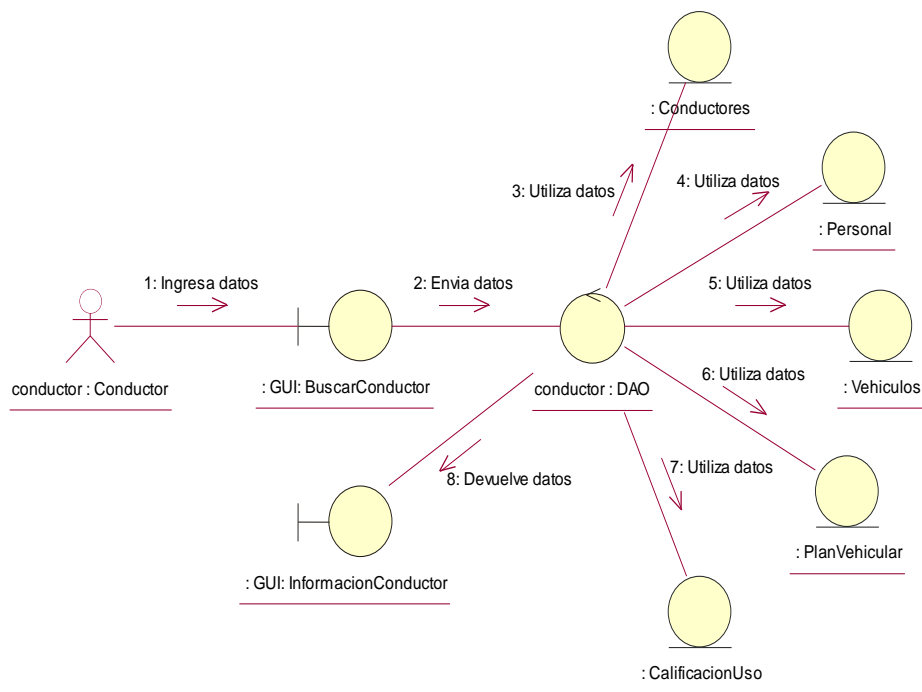 : Conductores
3: Utiliza datos
4: Utiliza datos
: Personal
1: Ingresa datos
2: Envia datos
5: Utiliza datos
conductor : Conductor
: GUI: BuscarConductor
conductor : DAO
: Vehiculos
6: Utiliza datos
8: Devuelve datos
7: Utiliza datos
: PlanVehicular
: GUI: InformacionConductor
: CalificacionUso